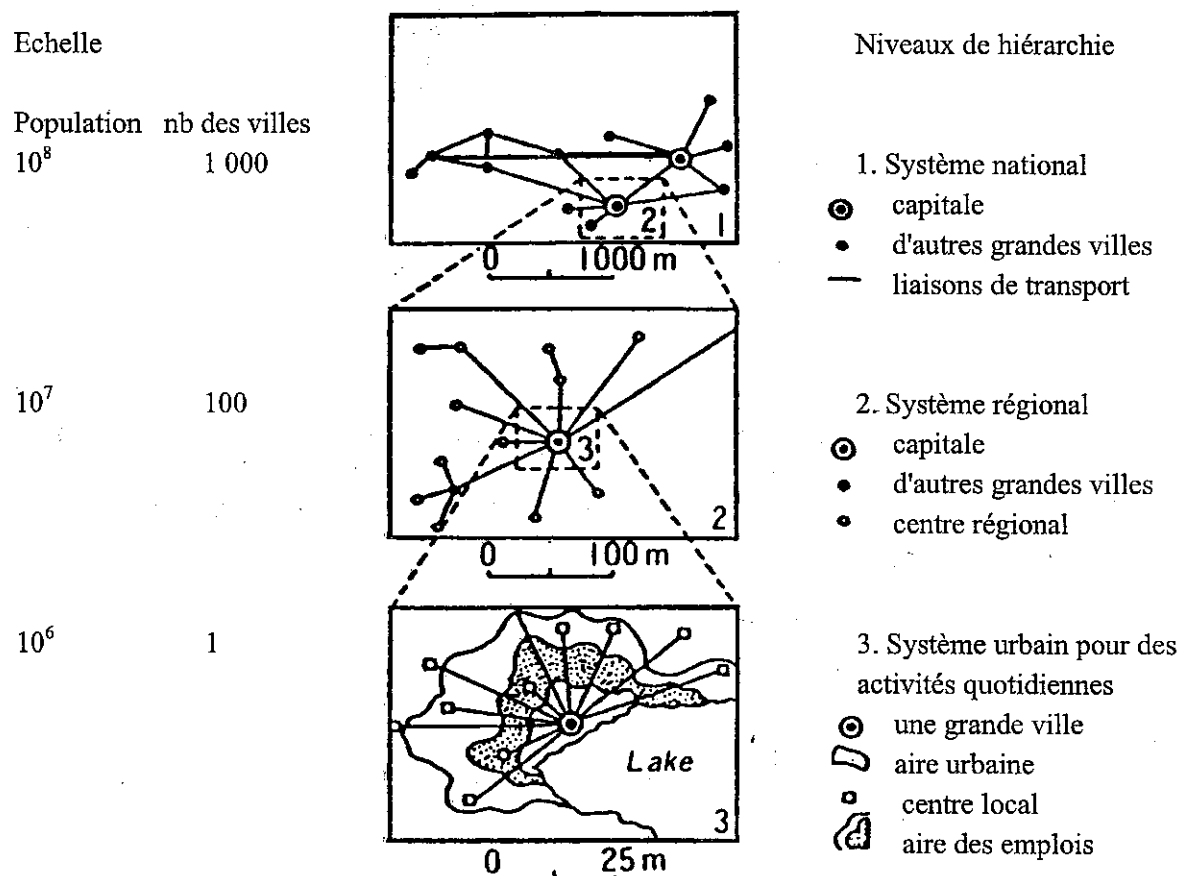 Echelle
Niveaux de hiérarchie
Population nb des villes
10⁸ 1 000
1. Système national
capitale
d'autres grandes villes
liaisons de transport
2 1
0 1000 m
10⁷ 100
2. Système régional
capitale
d'autres grandes villes
centre régional
3
2
0 100 m
10⁶ 1
3. Système urbain pour des
activités quotidiennes
une grande ville
aire urbaine
centre local
aire des emplois
Lake
3
0 25 m